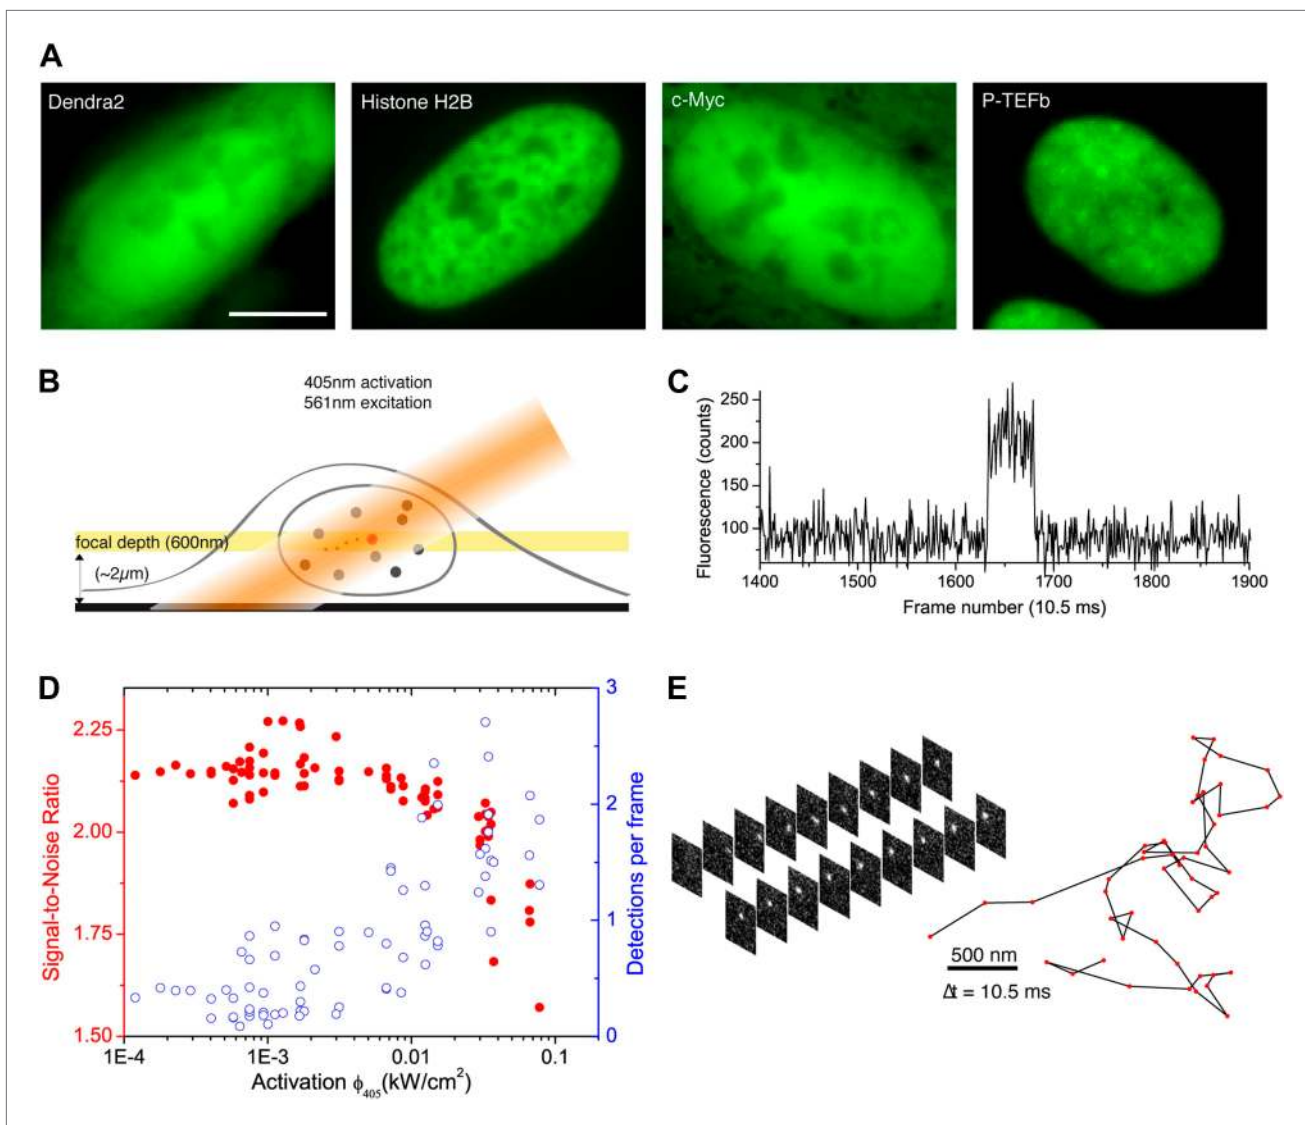 A
Dendra2
Histone H2B
c-Myc
P-TEFb
B
405nm activation
561nm excitation
focal depth (600nm)
(~2µm)
C
Fluorescence (counts)
250
200
150
100
1400
1500
1600
1700
1800
1900
Frame number (10.5 ms)
D
Signal-to-Noise Ratio
2.25
2.00
1.75
1.50
3
2
1
0
Detections per frame
1E-4
1E-3
0.01
0.1
Activation ϕ405(kW/cm²)
E
500 nm
Δt = 10.5 ms